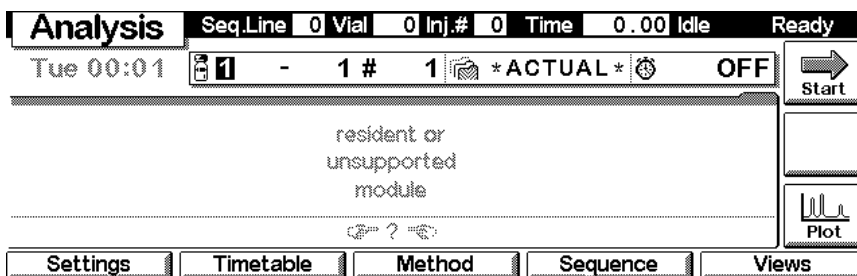 Analysis Seq.Line 0 Vial 0 Inj.# 0 Time 0.00 Idle Ready
Tue 00:01 1 - 1 # 1 *ACTUAL* OFF
Start
resident or
unsupported
module
?
Plot
Settings Timetable Method Sequence Views